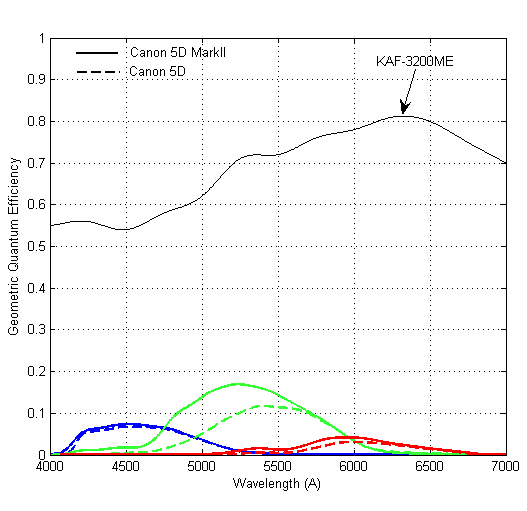 Canon 5D MarkII
Canon 5D
KAF-3200ME
Geometric Quantum Efficiency
1
0.9
0.8
0.7
0.6
0.5
0.4
0.3
0.2
0.1
0
4000 4500 5000 5500 6000 6500 7000
Wavelength (A)